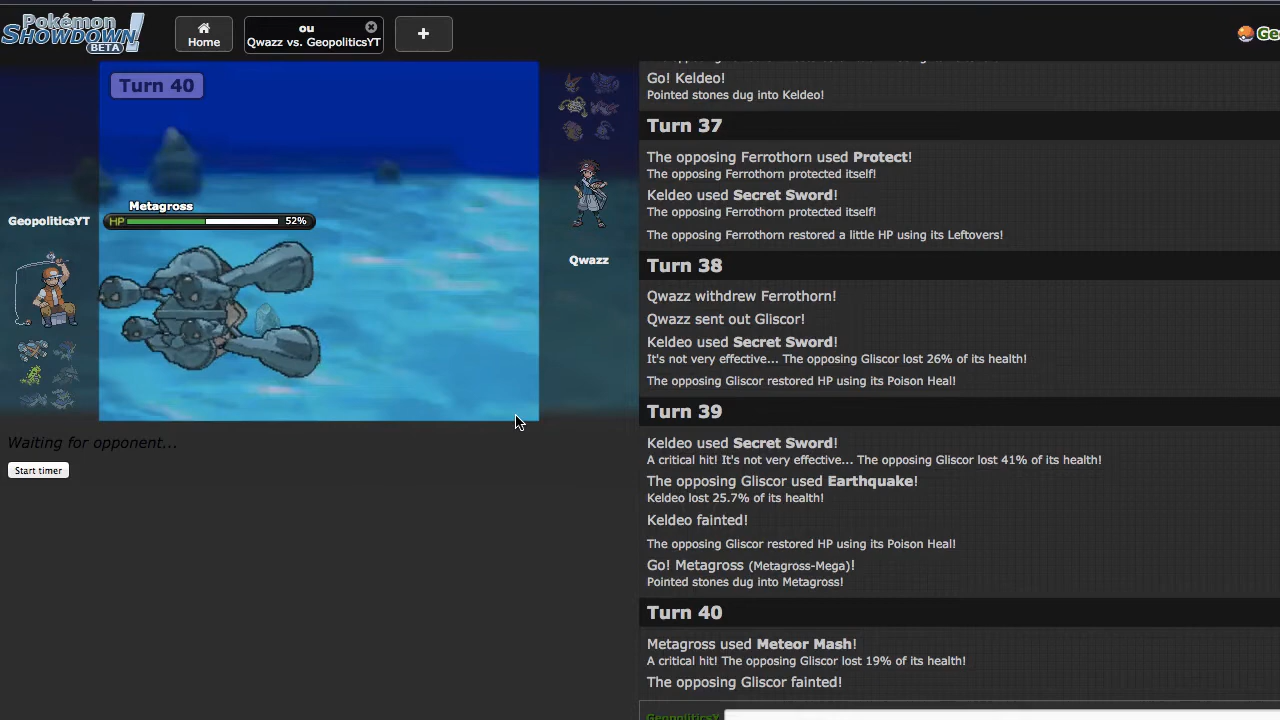 Pokémon
SHOWDOWN!
BETA
Home
ou
Qwazz vs. GeopoliticsYT
+
Ge
Turn 40
Metagross
HP 52%
GeopoliticsYT
Qwazz
Waiting for opponent...
Start timer
Go! Keldeo!
Pointed stones dug into Keldeo!
Turn 37
The opposing Ferrothorn used Protect!
The opposing Ferrothorn protected itself!
Keldeo used Secret Sword!
The opposing Ferrothorn protected itself!
The opposing Ferrothorn restored a little HP using its Leftovers!
Turn 38
Qwazz withdrew Ferrothorn!
Qwazz sent out Gliscor!
Keldeo used Secret Sword!
It's not very effective... The opposing Gliscor lost 26% of its health!
The opposing Gliscor restored HP using its Poison Heal!
Turn 39
Keldeo used Secret Sword!
A critical hit! It's not very effective... The opposing Gliscor lost 41% of its health!
The opposing Gliscor used Earthquake!
Keldeo lost 25.7% of its health!
Keldeo fainted!
The opposing Gliscor restored HP using its Poison Heal!
Go! Metagross (Metagross-Mega)!
Pointed stones dug into Metagross!
Turn 40
Metagross used Meteor Mash!
A critical hit! The opposing Gliscor lost 19% of its health!
The opposing Gliscor fainted!
GeopoliticsY